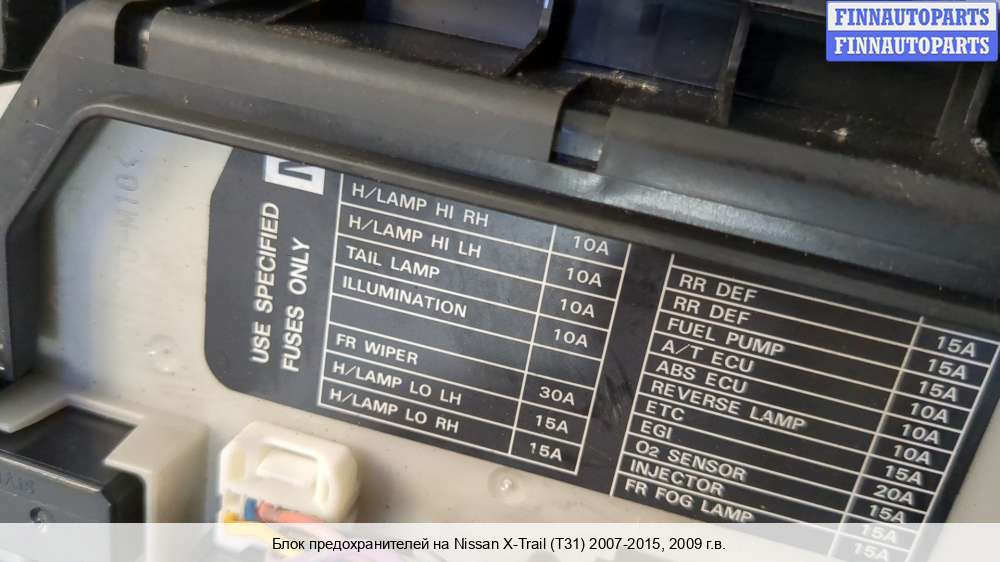 FINNAUTOPARTS
FINNAUTOPARTS
USE SPECIFIED
FUSES ONLY
H/LAMP HI RH 10A
H/LAMP HI LH 10A
TAIL LAMP 10A
ILLUMINATION 10A
FR WIPER 30A
H/LAMP LO LH 15A
H/LAMP LO RH 15A
RR DEF 15A
RR DEF 15A
FUEL PUMP 15A
A/T ECU 10A
ABS ECU 10A
REVERSE LAMP 10A
ETC 15A
EGI 20A
O2 SENSOR 15A
INJECTOR 15A
FR FOG LAMP 15A
Блок предохранителей на Nissan X-Trail (T31) 2007-2015, 2009 г.в.